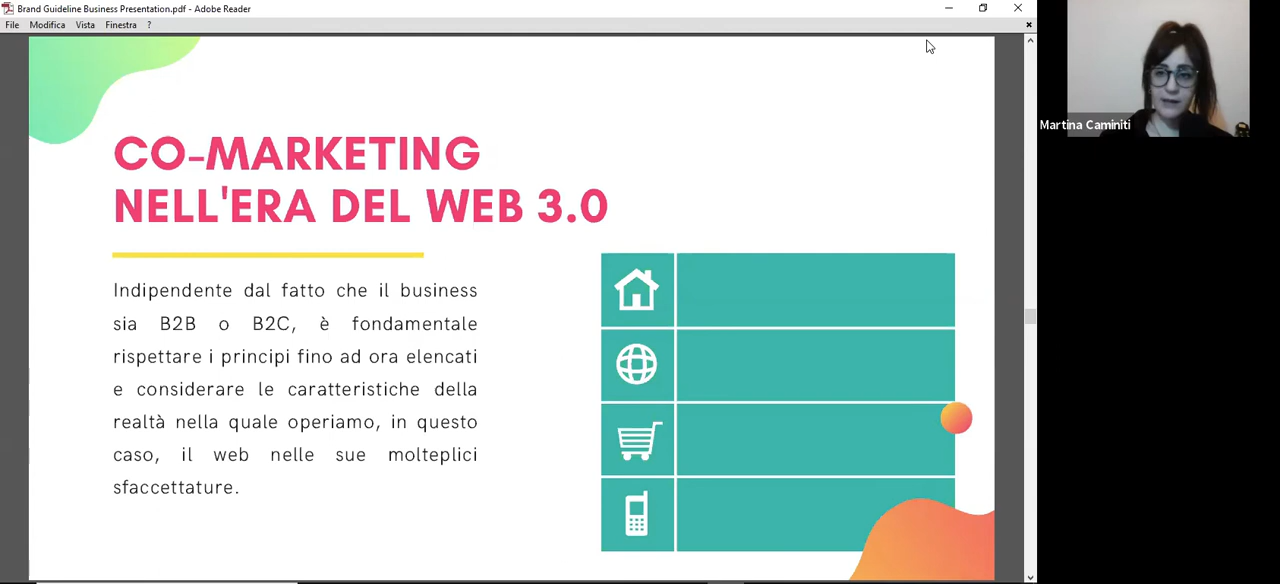 Brand Guideline Business Presentation.pdf - Adobe Reader
File Modifica Vista Finestra ?
CO-MARKETING
NELL'ERA DEL WEB 3.0
Indipendente dal fatto che il business
sia B2B o B2C, è fondamentale
rispettare i principi fino ad ora elencati
e considerare le caratteristiche della
realtà nella quale operiamo, in questo
caso, il web nelle sue molteplici
sfaccettature.
Martina Caminiti